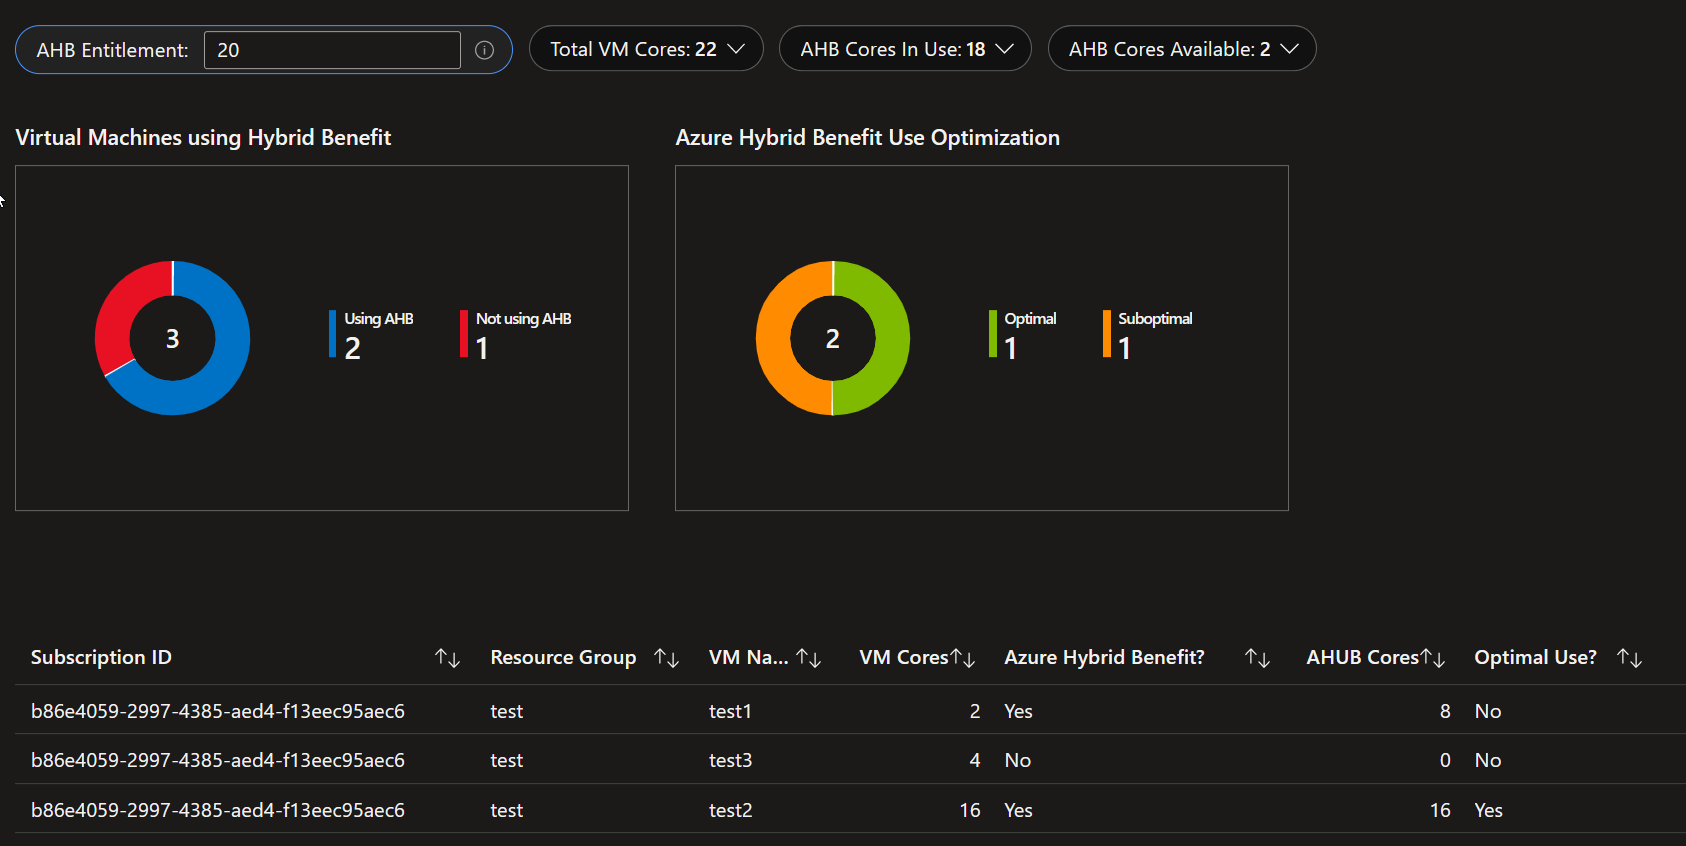 AHB Entitlement: 20 Total VM Cores: 22 AHB Cores In Use: 18 AHB Cores Available: 2
Virtual Machines using Hybrid Benefit
3
Using AHB
2
Not using AHB
1
Azure Hybrid Benefit Use Optimization
2
Optimal
1
Suboptimal
1
Subscription ID Resource Group VM Na... VM Cores Azure Hybrid Benefit? AHUB Cores Optimal Use?
b86e4059-2997-4385-aed4-f13eec95aec6 test test1 2 Yes 8 No
b86e4059-2997-4385-aed4-f13eec95aec6 test test3 4 No 0 No
b86e4059-2997-4385-aed4-f13eec95aec6 test test2 16 Yes 16 Yes